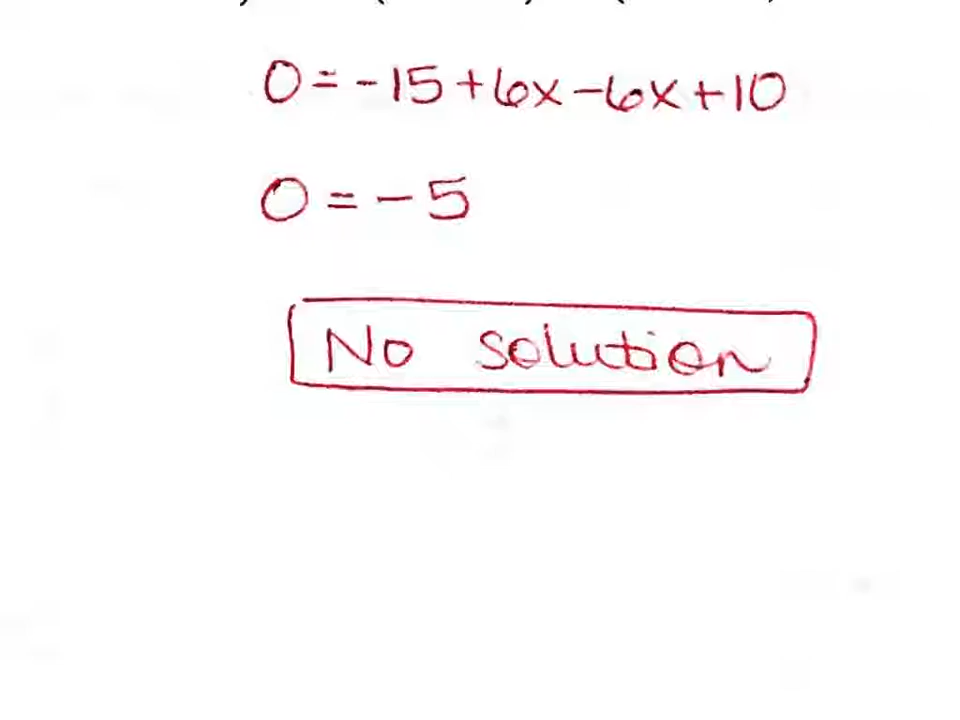 0 = -15 + 6x - 6x + 10
0 = -5
No solution